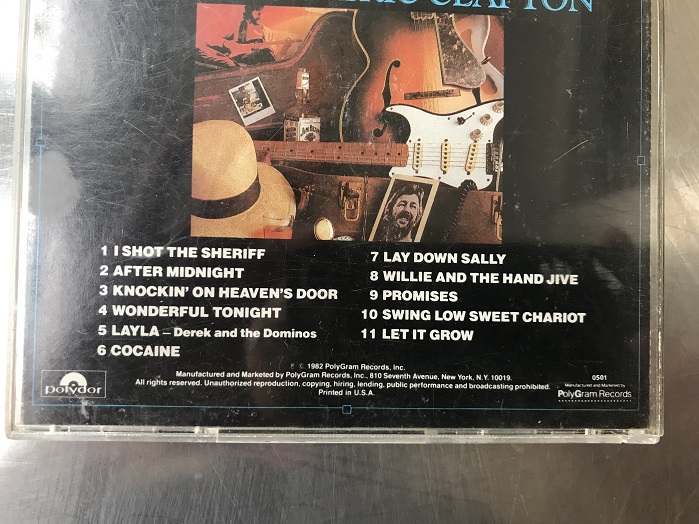 ERIC CLAPTON
JIM BEAM
1 I SHOT THE SHERIFF
2 AFTER MIDNIGHT
3 KNOCKIN' ON HEAVEN'S DOOR
4 WONDERFUL TONIGHT
5 LAYLA – Derek and the Dominos
6 COCAINE
7 LAY DOWN SALLY
8 WILLIE AND THE HAND JIVE
9 PROMISES
10 SWING LOW SWEET CHARIOT
11 LET IT GROW
℗ © 1982 PolyGram Records, Inc.
Manufactured and Marketed by PolyGram Records, Inc., 810 Seventh Avenue, New York, N.Y. 10019.
All rights reserved. Unauthorized reproduction, copying, hiring, lending, public performance and broadcasting prohibited.
Printed in U.S.A.
polydor
0501
Manufactured and Marketed by
PolyGram Records